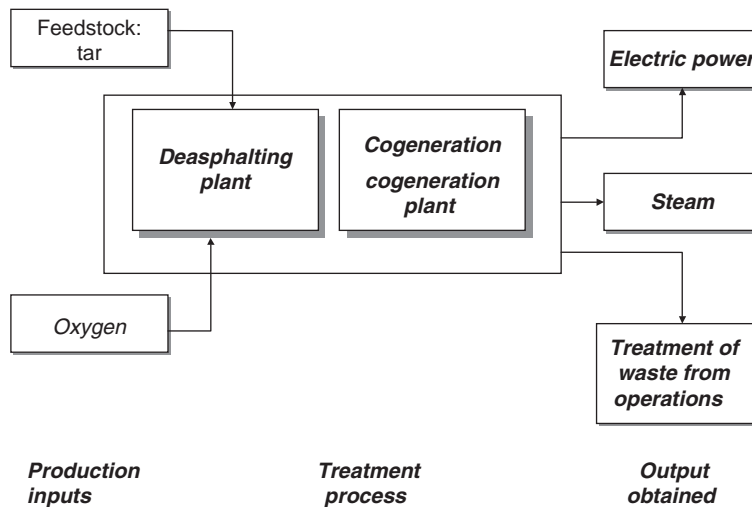 Feedstock:
tar
Electric power
Deasphalting
plant
Cogeneration
cogeneration
plant
Steam
Oxygen
Treatment of
waste from
operations
Production
inputs
Treatment
process
Output
obtained